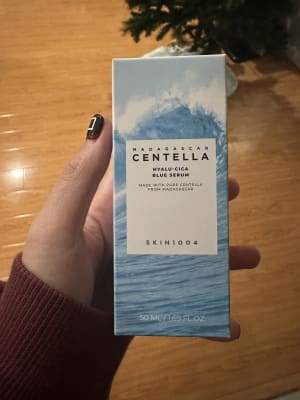 MADAGASCAR
CENTELLA
HYALU-CICA
BLUE SERUM
MADE WITH PURE CENTELLA
FROM MADAGASCAR
SKIN1004
50 ML / 1.69 FL.OZ